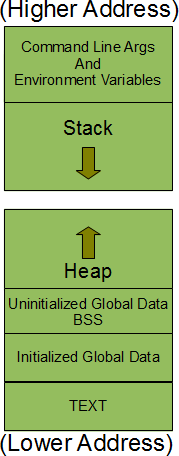 (Higher Address)
Command Line Args
And
Environment Variables
Stack
Heap
Uninitialized Global Data
BSS
Initialized Global Data
TEXT
(Lower Address)